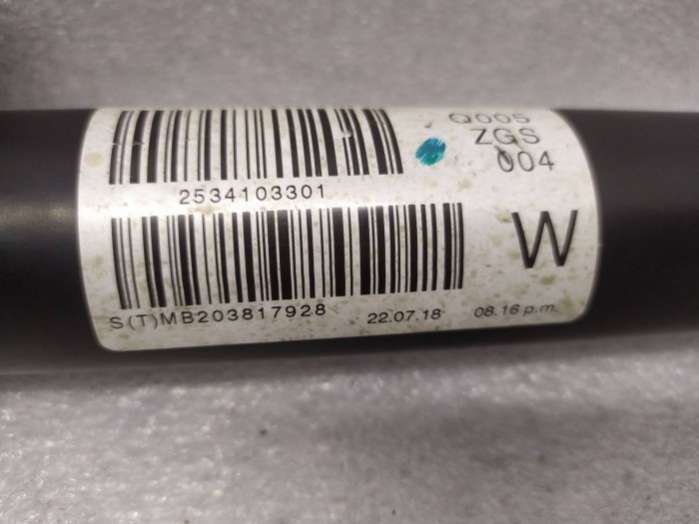 Q005
ZGS
004
2534103301
W
S(T)MB203817928 22.07.18 08.16 p.m.